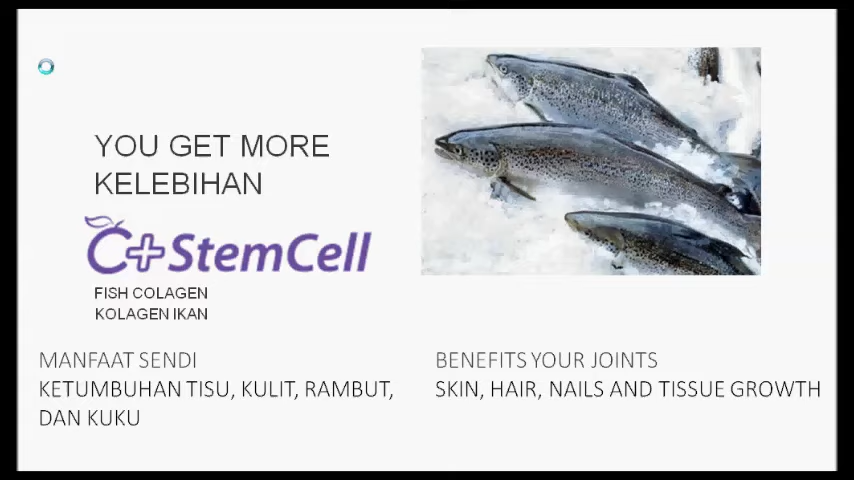 YOU GET MORE
KELEBIHAN
C+StemCell
FISH COLAGEN
KOLAGEN IKAN
MANFAAT SENDI
KETUMBUHAN TISU, KULIT, RAMBUT,
DAN KUKU
BENEFITS YOUR JOINTS
SKIN, HAIR, NAILS AND TISSUE GROWTH